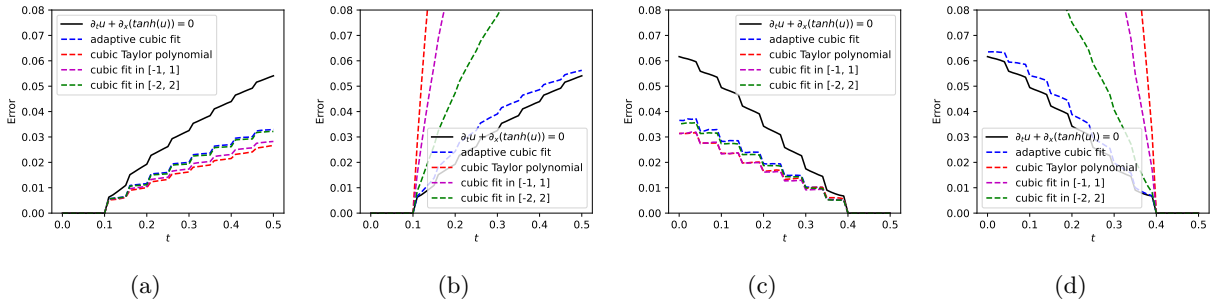 0.08
0.07
0.06
0.05
0.04
0.03
0.02
0.01
0.00
Error
∂ₜu + ∂ₓ(tanh(u)) = 0
adaptive cubic fit
cubic Taylor polynomial
cubic fit in [-1, 1]
cubic fit in [-2, 2]
0.0 0.1 0.2 0.3 0.4 0.5
t
(a)
0.08
0.07
0.06
0.05
0.04
0.03
0.02
0.01
0.00
Error
∂ₜu + ∂ₓ(tanh(u)) = 0
adaptive cubic fit
cubic Taylor polynomial
cubic fit in [-1, 1]
cubic fit in [-2, 2]
0.0 0.1 0.2 0.3 0.4 0.5
t
(b)
0.08
0.07
0.06
0.05
0.04
0.03
0.02
0.01
0.00
Error
∂ₜu + ∂ₓ(tanh(u)) = 0
adaptive cubic fit
cubic Taylor polynomial
cubic fit in [-1, 1]
cubic fit in [-2, 2]
0.0 0.1 0.2 0.3 0.4 0.5
t
(c)
0.08
0.07
0.06
0.05
0.04
0.03
0.02
0.01
0.00
Error
∂ₜu + ∂ₓ(tanh(u)) = 0
adaptive cubic fit
cubic Taylor polynomial
cubic fit in [-1, 1]
cubic fit in [-2, 2]
0.0 0.1 0.2 0.3 0.4 0.5
t
(d)